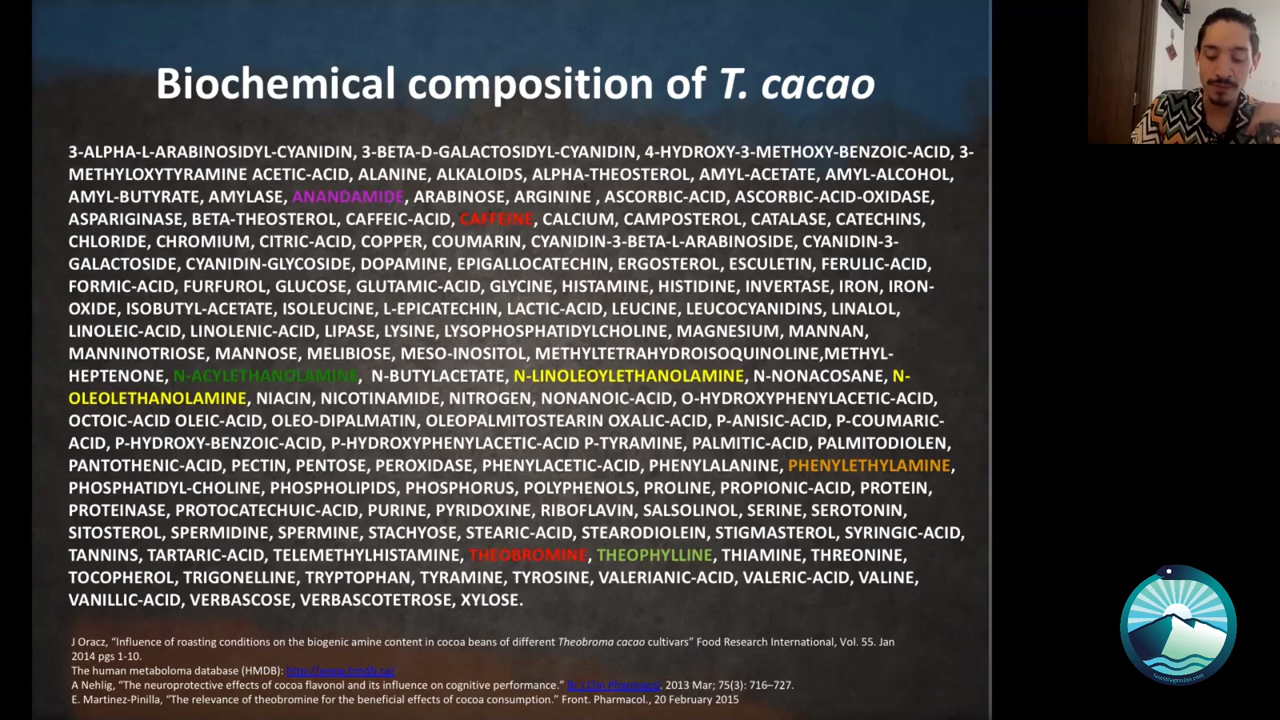 Biochemical composition of T. cacao
3-ALPHA-L-ARABINOSIDYL-CYANIDIN, 3-BETA-D-GALACTOSIDYL-CYANIDIN, 4-HYDROXY-3-METHOXY-BENZOIC-ACID, 3-
METHYLOXYTYRAMINE ACETIC-ACID, ALANINE, ALKALOIDS, ALPHA-THEOSTEROL, AMYL-ACETATE, AMYL-ALCOHOL,
AMYL-BUTYRATE, AMYLASE, ANANDAMIDE, ARABINOSE, ARGININE , ASCORBIC-ACID, ASCORBIC-ACID-OXIDASE,
ASPARIGINASE, BETA-THEOSTEROL, CAFFEIC-ACID, CAFFEINE, CALCIUM, CAMPOSTEROL, CATALASE, CATECHINS,
CHLORIDE, CHROMIUM, CITRIC-ACID, COPPER, COUMARIN, CYANIDIN-3-BETA-L-ARABINOSIDE, CYANIDIN-3-
GALACTOSIDE, CYANIDIN-GLYCOSIDE, DOPAMINE, EPIGALLOCATECHIN, ERGOSTEROL, ESCULETIN, FERULIC-ACID,
FORMIC-ACID, FURFUROL, GLUCOSE, GLUTAMIC-ACID, GLYCINE, HISTAMINE, HISTIDINE, INVERTASE, IRON, IRON-
OXIDE, ISOBUTYL-ACETATE, ISOLEUCINE, L-EPICATECHIN, LACTIC-ACID, LEUCINE, LEUCOCYANIDINS, LINALOL,
LINOLEIC-ACID, LINOLENIC-ACID, LIPASE, LYSINE, LYSOPHOSPHATIDYLCHOLINE, MAGNESIUM, MANNAN,
MANNINOTRIOSE, MANNOSE, MELIBIOSE, MESO-INOSITOL, METHYLTETRAHYDROISOQUINOLINE,METHYL-
HEPTENONE, N-ACYLETHANOLAMINE, N-BUTYLACETATE, N-LINOLEOYLETHANOLAMINE, N-NONACOSANE, N-
OLEOLETHANOLAMINE, NIACIN, NICOTINAMIDE, NITROGEN, NONANOIC-ACID, O-HYDROXYPHENYLACETIC-ACID,
OCTOIC-ACID OLEIC-ACID, OLEO-DIPALMATIN, OLEOPALMITOSTEARIN OXALIC-ACID, P-ANISIC-ACID, P-COUMARIC-
ACID, P-HYDROXY-BENZOIC-ACID, P-HYDROXYPHENYLACETIC-ACID P-TYRAMINE, PALMITIC-ACID, PALMITODIOLEN,
PANTOTHENIC-ACID, PECTIN, PENTOSE, PEROXIDASE, PHENYLACETIC-ACID, PHENYLALANINE, PHENYLETHYLAMINE,
PHOSPHATIDYL-CHOLINE, PHOSPHOLIPIDS, PHOSPHORUS, POLYPHENOLS, PROLINE, PROPIONIC-ACID, PROTEIN,
PROTEINASE, PROTOCATECHUIC-ACID, PURINE, PYRIDOXINE, RIBOFLAVIN, SALSOLINOL, SERINE, SEROTONIN,
SITOSTEROL, SPERMIDINE, SPERMINE, STACHYOSE, STEARIC-ACID, STEARODIOLEIN, STIGMASTEROL, SYRINGIC-ACID,
TANNINS, TARTARIC-ACID, TELEMETHYLHISTAMINE, THEOBROMINE, THEOPHYLLINE, THIAMINE, THREONINE,
TOCOPHEROL, TRIGONELLINE, TRYPTOPHAN, TYRAMINE, TYROSINE, VALERIANIC-ACID, VALERIC-ACID, VALINE,
VANILLIC-ACID, VERBASCOSE, VERBASCOTETROSE, XYLOSE.
J Oracz, “Influence of roasting conditions on the biogenic amine content in cocoa beans of different Theobroma cacao cultivars” Food Research International, Vol. 55. Jan
2014 pgs 1-10.
The human metaboloma database (HMDB): http://www.hmdb.ca/
A Nehlig, “The neuroprotective effects of cocoa flavonol and its influence on cognitive performance.” Br J Clin Pharmacol. 2013 Mar; 75(3): 716–727.
E. Martinez-Pinilla, “The relevance of theobromine for the beneficial effects of cocoa consumption.” Front. Pharmacol., 20 February 2015